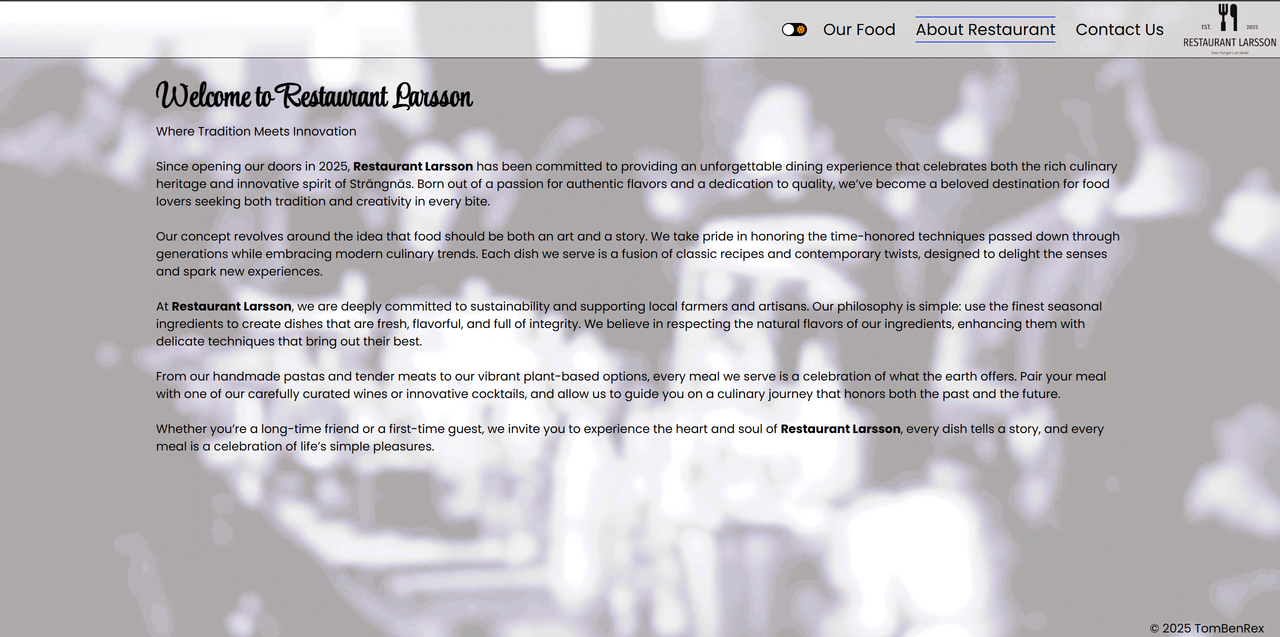 Our Food
About Restaurant
Contact Us
EST.
2025
RESTAURANT LARSSON
Welcome to Restaurant Larsson
Where Tradition Meets Innovation
Since opening our doors in 2025, Restaurant Larsson has been committed to providing an unforgettable dining experience that celebrates both the rich culinary
heritage and innovative spirit of Strängnäs. Born out of a passion for authentic flavors and a dedication to quality, we’ve become a beloved destination for food
lovers seeking both tradition and creativity in every bite.
Our concept revolves around the idea that food should be both an art and a story. We take pride in honoring the time-honored techniques passed down through
generations while embracing modern culinary trends. Each dish we serve is a fusion of classic recipes and contemporary twists, designed to delight the senses
and spark new experiences.
At Restaurant Larsson, we are deeply committed to sustainability and supporting local farmers and artisans. Our philosophy is simple: use the finest seasonal
ingredients to create dishes that are fresh, flavorful, and full of integrity. We believe in respecting the natural flavors of our ingredients, enhancing them with
delicate techniques that bring out their best.
From our handmade pastas and tender meats to our vibrant plant-based options, every meal we serve is a celebration of what the earth offers. Pair your meal
with one of our carefully curated wines or innovative cocktails, and allow us to guide you on a culinary journey that honors both the past and the future.
Whether you’re a long-time friend or a first-time guest, we invite you to experience the heart and soul of Restaurant Larsson, every dish tells a story, and every
meal is a celebration of life’s simple pleasures.
© 2025 TomBenRex